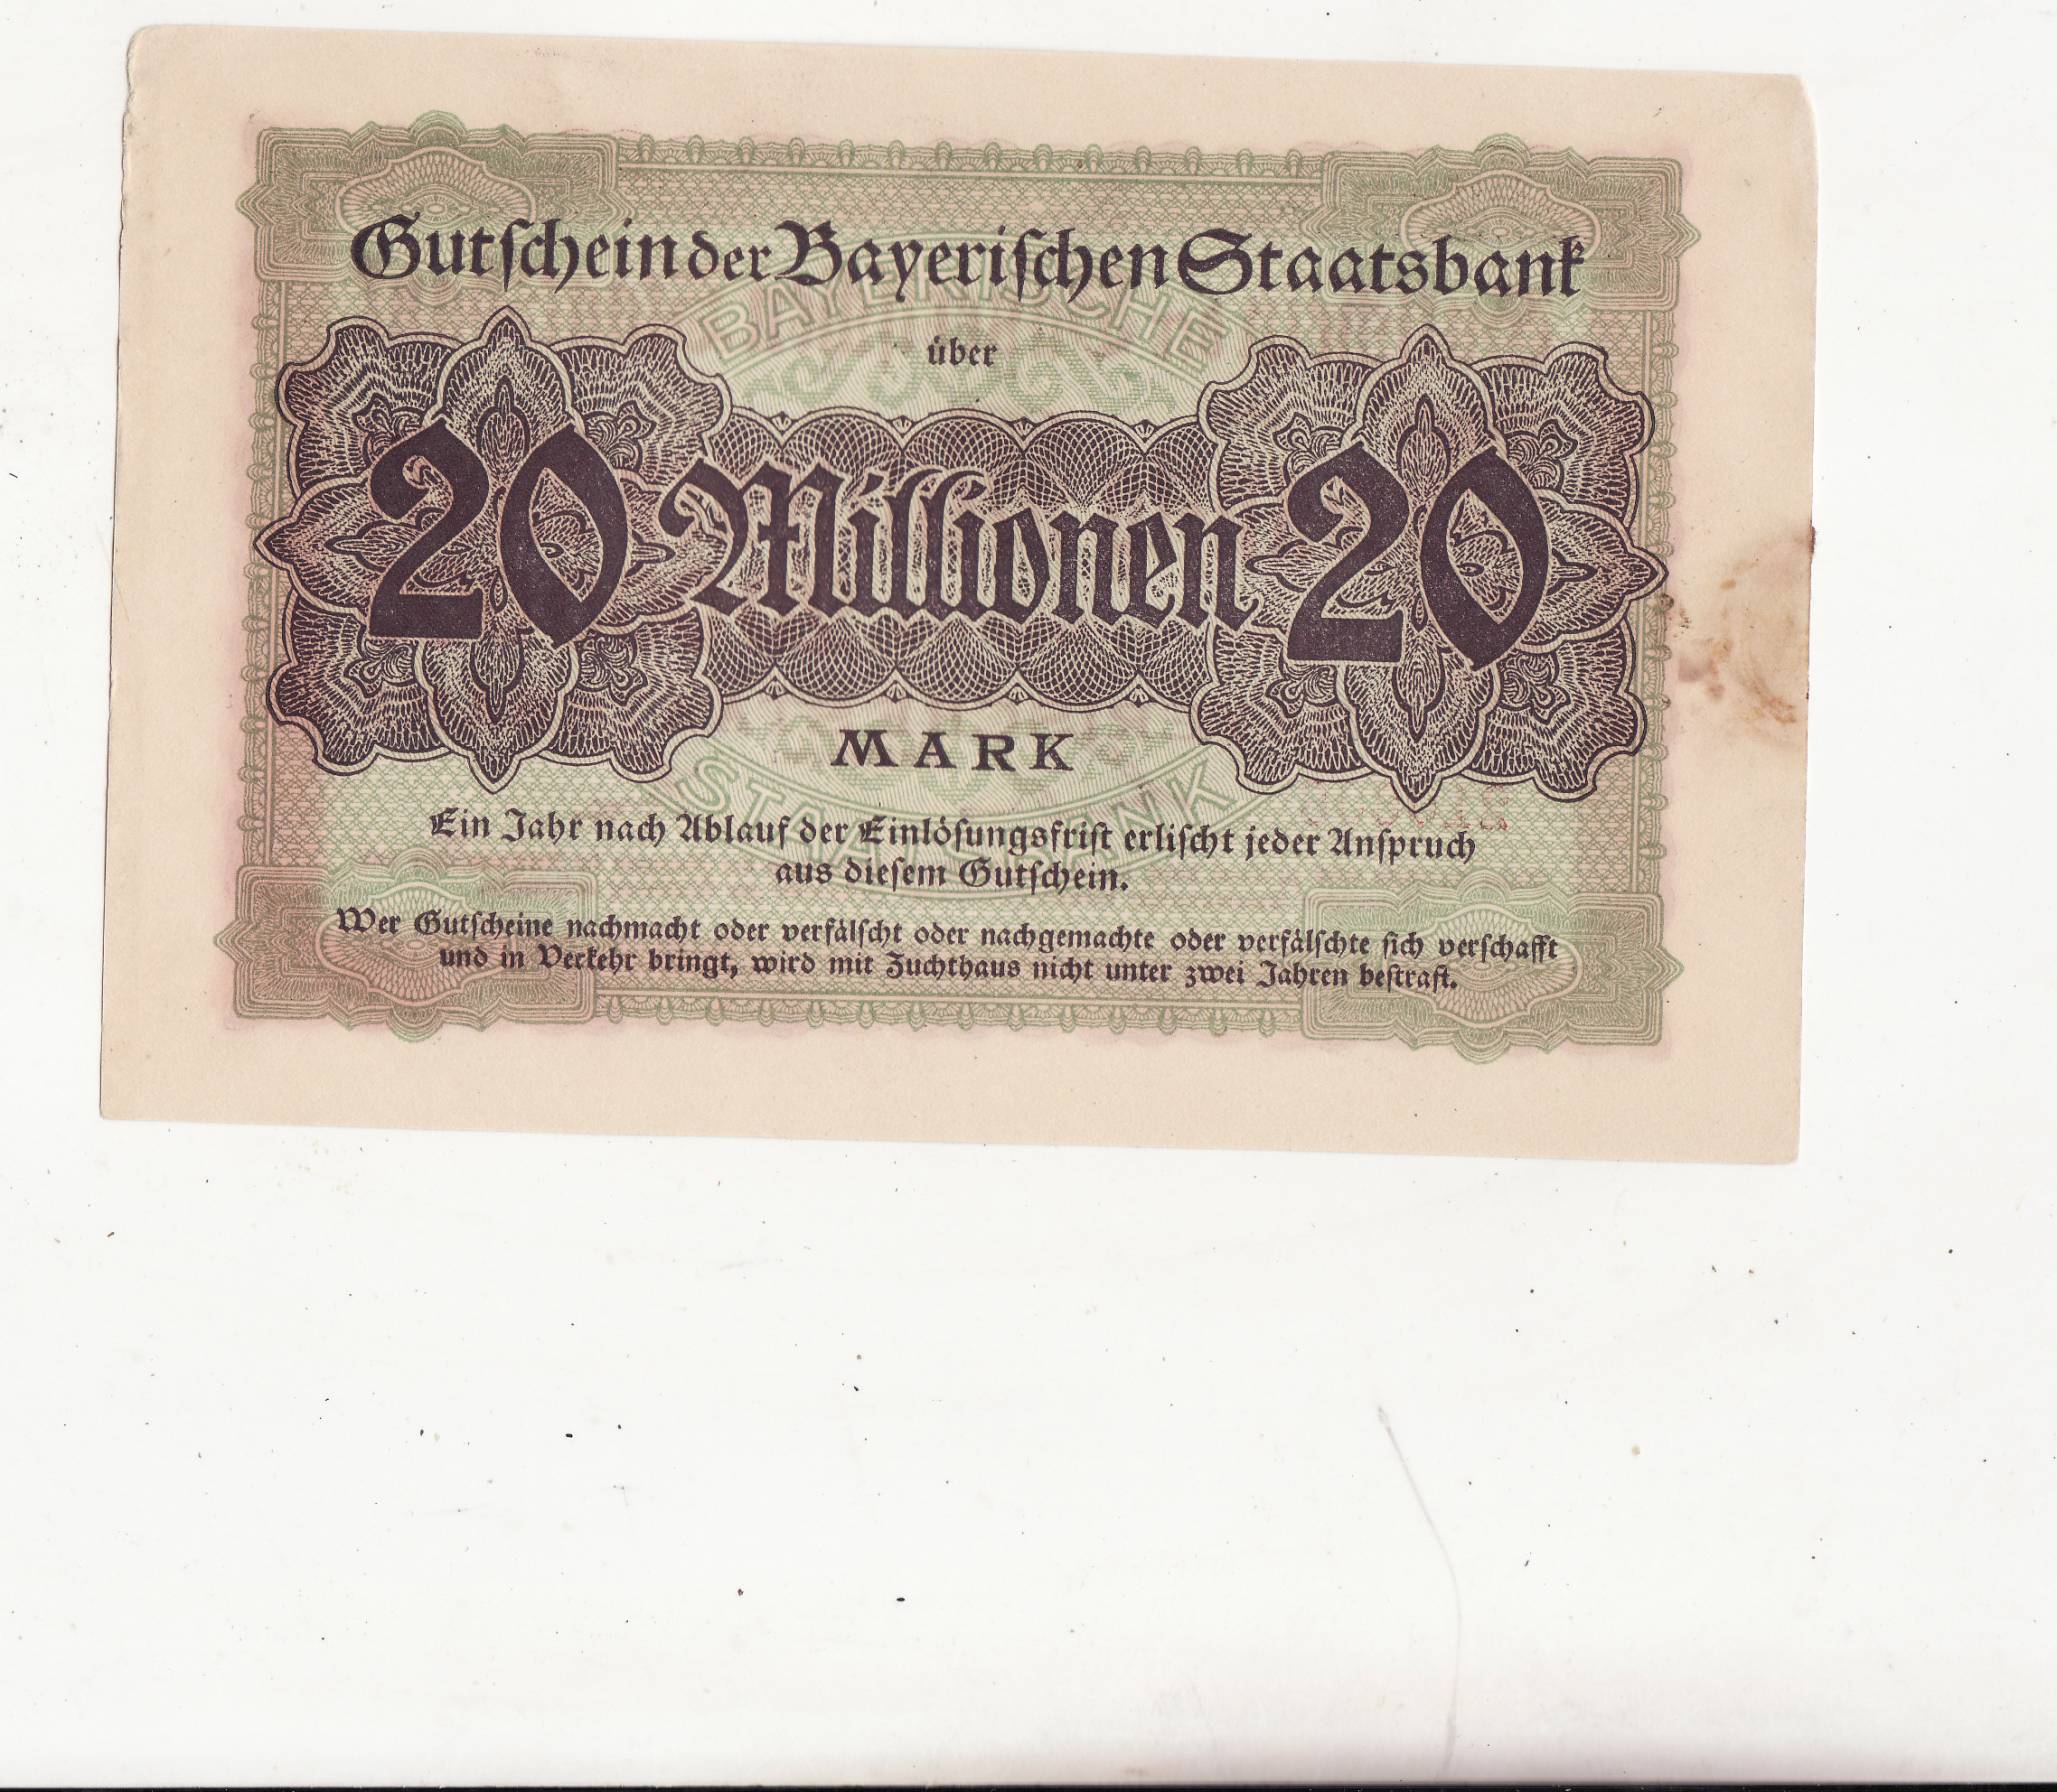 Gutschein der Bayerischen Staatsbank
BAYERISCHE
über
20 Millionen 20
MARK
STAATSBANK
Ein Jahr nach Ablauf der Einlösungsfrist erlischt jeder Anspruch
aus diesem Gutschein.
Wer Gutscheine nachmacht oder verfälscht oder nachgemachte oder verfälschte sich verschafft
und in Verkehr bringt, wird mit Zuchthaus nicht unter zwei Jahren bestraft.